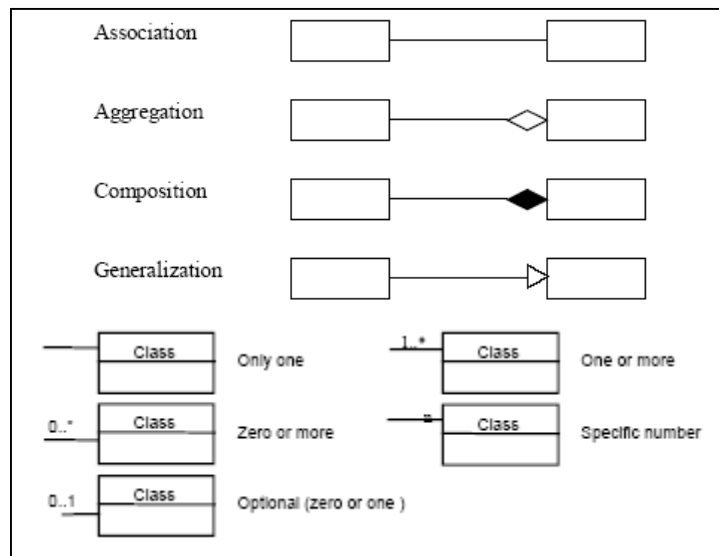 Association
Aggregation
Composition
Generalization
Class Only one
1..* Class One or more
0..* Class Zero or more
n Class Specific number
0..1 Class Optional (zero or one )